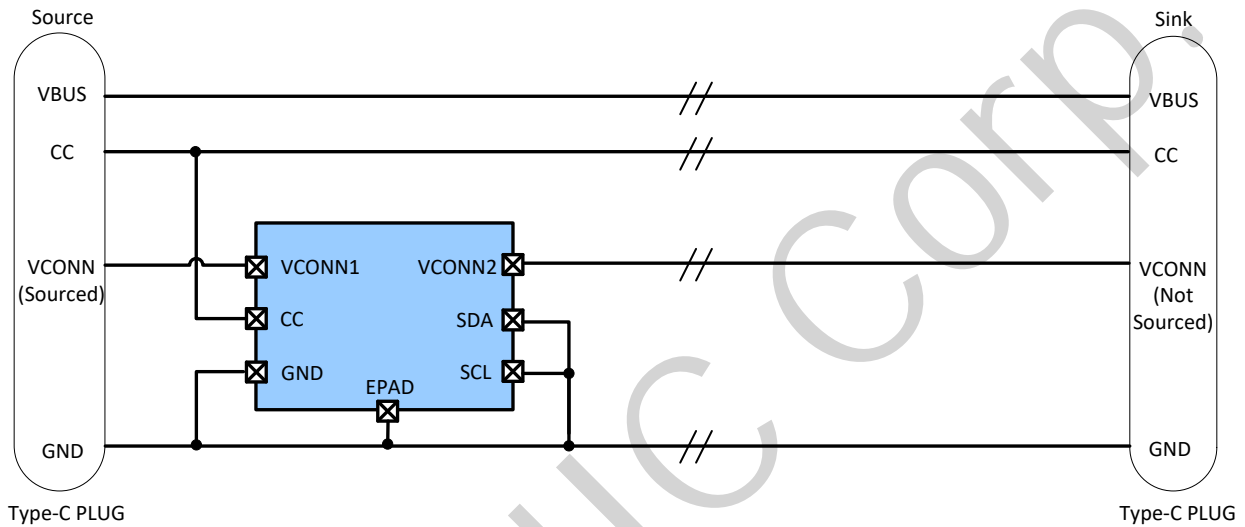 Source
Sink
VBUS
VBUS
CC
CC
VCONN
(Sourced)
VCONN1
VCONN2
VCONN
(Not
Sourced)
CC
SDA
GND
SCL
EPAD
GND
GND
Type-C PLUG
Type-C PLUG
Corp.